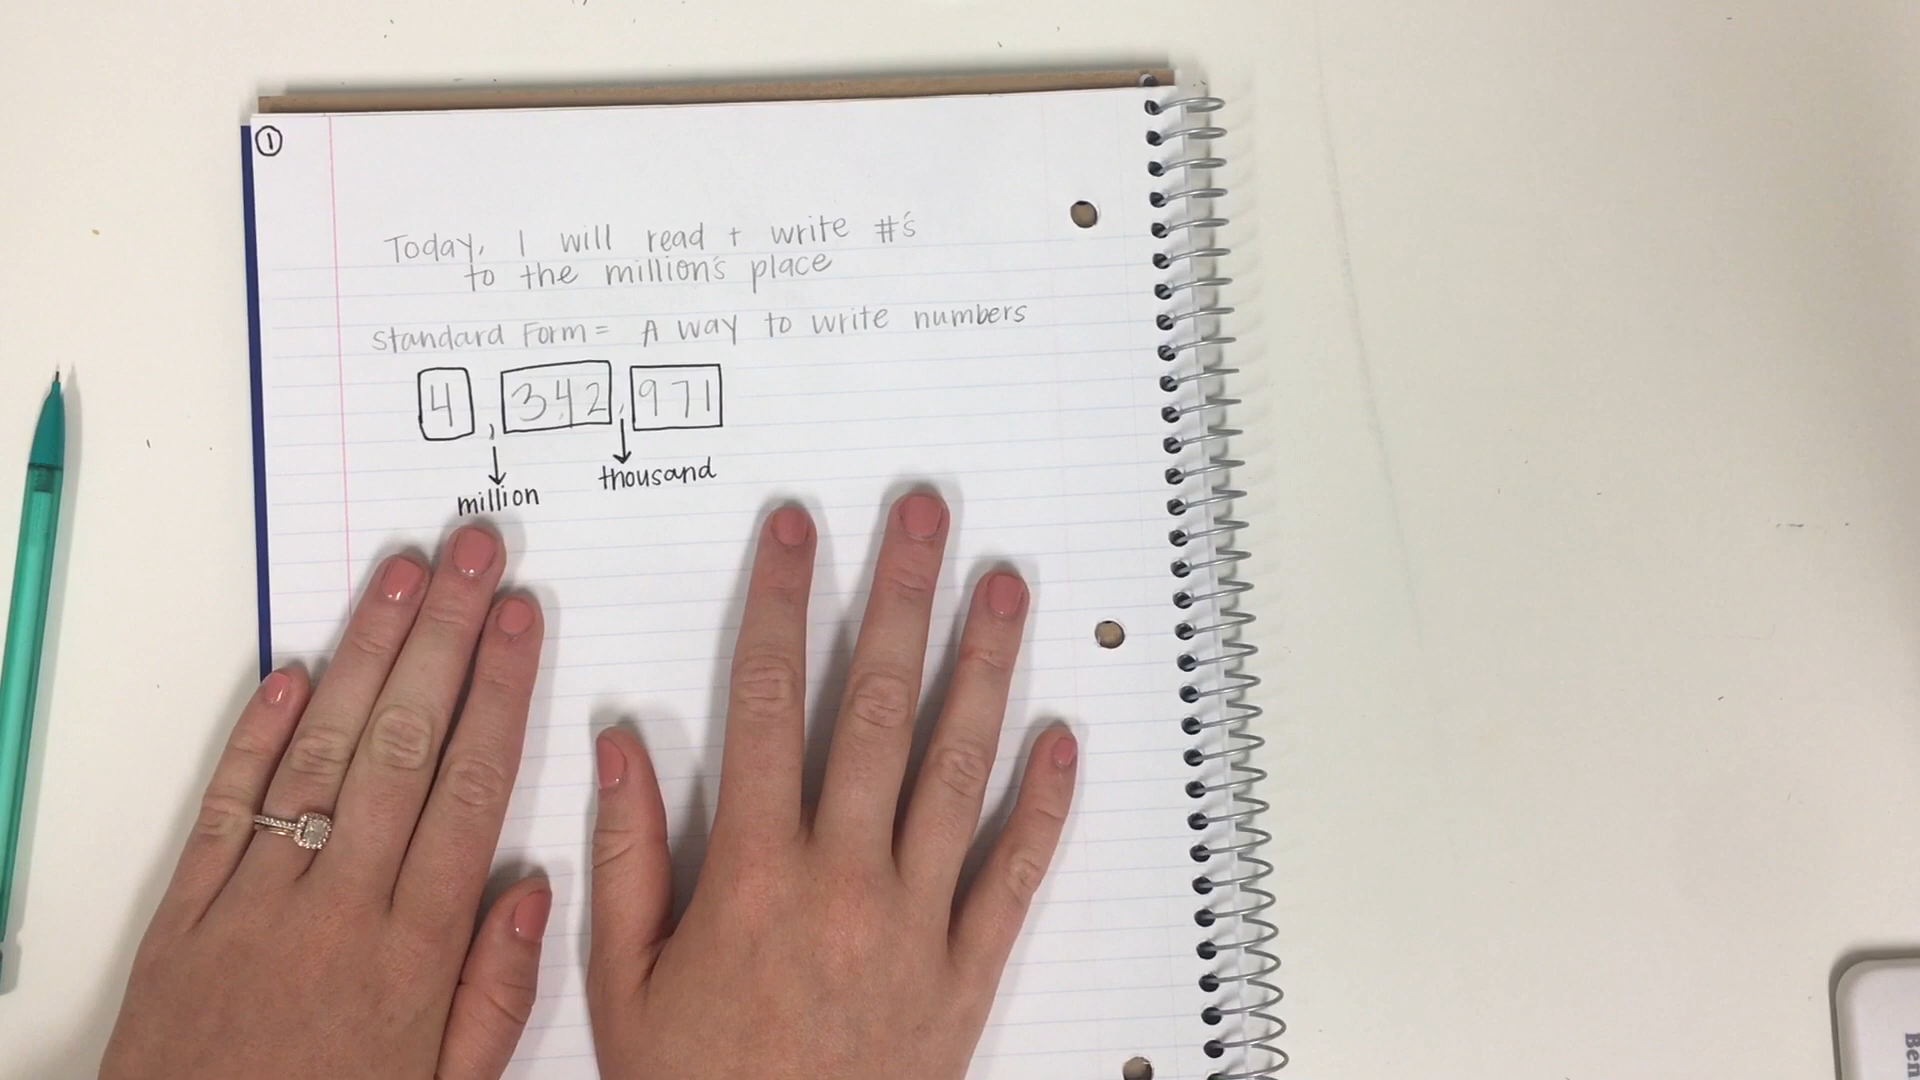 ①
Today, I will read + write #'s
to the million's place
Standard Form = A way to write numbers
4 , 342 , 971
thousand
million
Ben